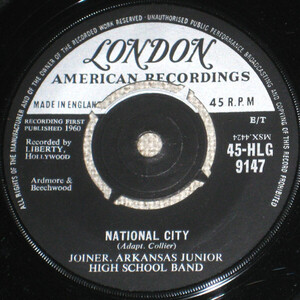 ALL RIGHTS OF THE MANUFACTURER AND OF THE OWNER OF THE RECORDED WORK RESERVED
UNAUTHORISED PUBLIC PERFORMANCE BROADCASTING AND COPYING OF THIS RECORD PROHIBITED
LONDON
AMERICAN RECORDINGS
MADE IN ENGLAND
45 R.P.M
E/T
RECORDING FIRST
PUBLISHED 1960
Recorded by
LIBERTY,
HOLLYWOOD
MSX-4424
45-HLG
9147
Ardmore &
Beechwood
NATIONAL CITY
(Adapt. Collier)
JOINER, ARKANSAS JUNIOR
HIGH SCHOOL BAND